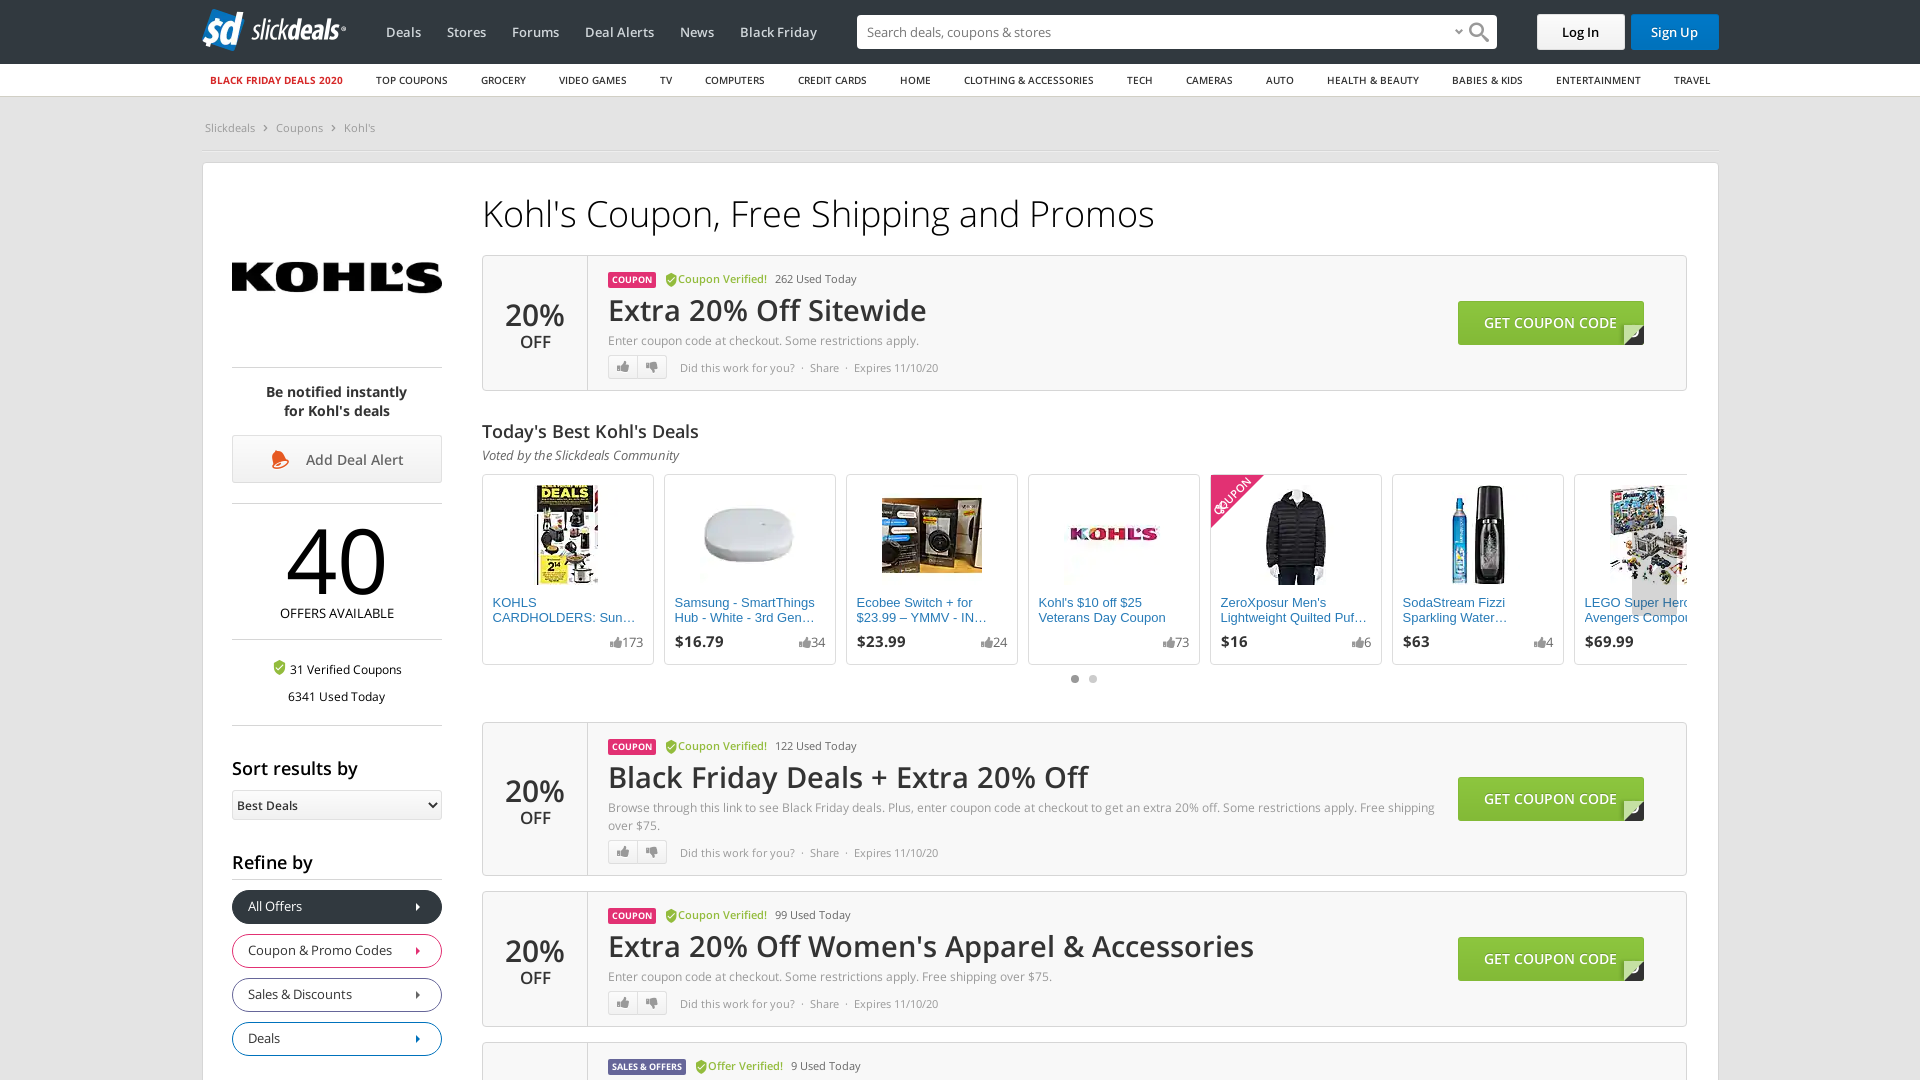 slickdeals
Deals
Stores
Forums
Deal Alerts
News
Black Friday
Search deals, coupons & stores
Log In
Sign Up
BLACK FRIDAY DEALS 2020
TOP COUPONS
GROCERY
VIDEO GAMES
TV
COMPUTERS
CREDIT CARDS
HOME
CLOTHING & ACCESSORIES
TECH
CAMERAS
AUTO
HEALTH & BEAUTY
BABIES & KIDS
ENTERTAINMENT
TRAVEL
Slickdeals
Coupons
Kohl's
KOHL'S
Be notified instantly
for Kohl's deals
Add Deal Alert
40
OFFERS AVAILABLE
31 Verified Coupons
6341 Used Today
Sort results by
Best Deals
Refine by
All Offers
Coupon & Promo Codes
Sales & Discounts
Deals
Kohl's Coupon, Free Shipping and Promos
20%
OFF
COUPON Coupon Verified! 262 Used Today
Extra 20% Off Sitewide
Enter coupon code at checkout. Some restrictions apply.
Did this work for you? · Share · Expires 11/10/20
GET COUPON CODE
Today's Best Kohl's Deals
Voted by the Slickdeals Community
DEALS
KOHLS
CARDHOLDERS: Sun…
173
Samsung - SmartThings
Hub - White - 3rd Gen…
$16.79
34
Ecobee Switch + for
$23.99 – YMMV - IN…
$23.99
24
KOHL'S
Kohl's $10 off $25
Veterans Day Coupon
73
COUPON
ZeroXposur Men's
Lightweight Quilted Puf…
$16
6
SodaStream Fizzi
Sparkling Water…
$63
4
LEGO Super Hero
Avengers Compou
$69.99
20%
OFF
COUPON Coupon Verified! 122 Used Today
Black Friday Deals + Extra 20% Off
Browse through this link to see Black Friday deals. Plus, enter coupon code at checkout to get an extra 20% off. Some restrictions apply. Free shipping
over $75.
Did this work for you? · Share · Expires 11/10/20
GET COUPON CODE
20%
OFF
COUPON Coupon Verified! 99 Used Today
Extra 20% Off Women's Apparel & Accessories
Enter coupon code at checkout. Some restrictions apply. Free shipping over $75.
Did this work for you? · Share · Expires 11/10/20
GET COUPON CODE
SALES & OFFERS Offer Verified! 9 Used Today